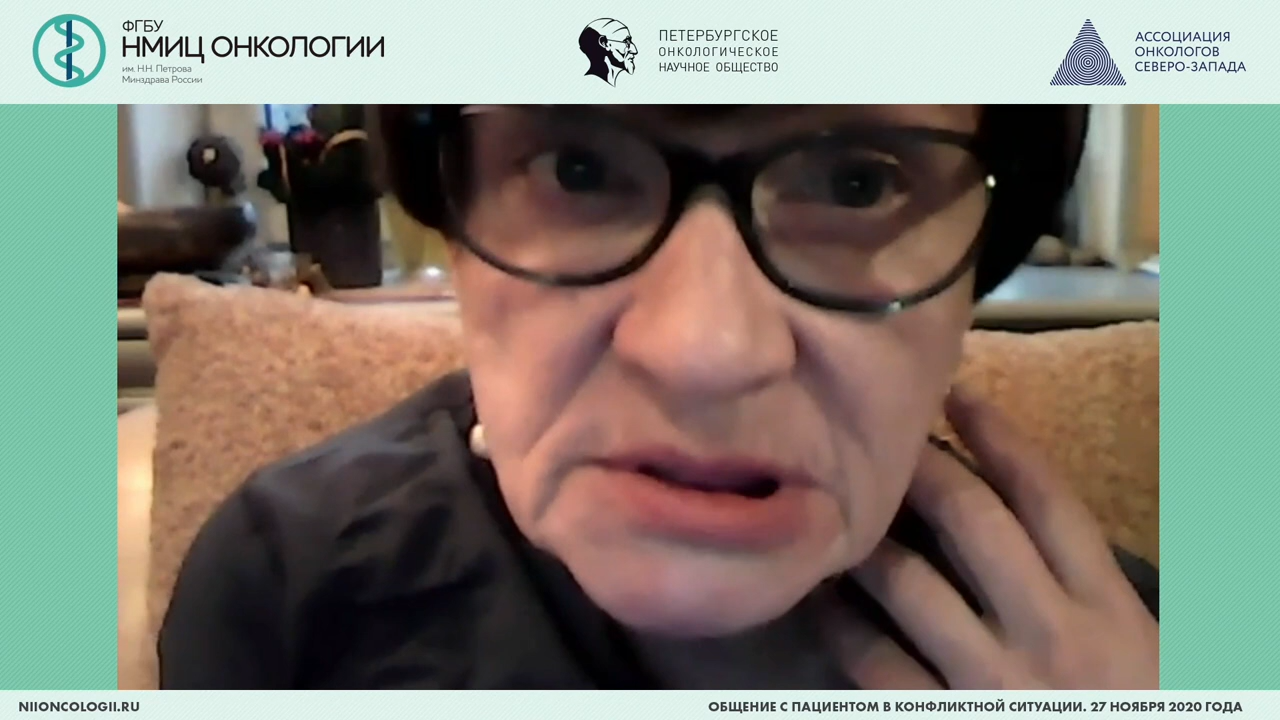 ФГБУ
НМИЦ ОНКОЛОГИИ
им. Н.Н. Петрова
Минздрава России
ПЕТЕРБУРГСКОЕ
ОНКОЛОГИЧЕСКОЕ
НАУЧНОЕ ОБЩЕСТВО
АССОЦИАЦИЯ
ОНКОЛОГОВ
СЕВЕРО-ЗАПАДА
NIIONCOLOGII.RU
ОБЩЕНИЕ С ПАЦИЕНТОМ В КОНФЛИКТНОЙ СИТУАЦИИ. 27 НОЯБРЯ 2020 ГОДА